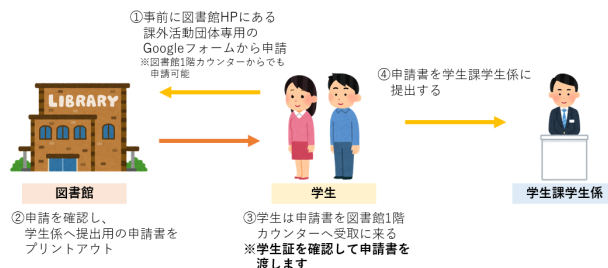 ①事前に図書館HPにある
課外活動団体専用の
Googleフォームから申請
※図書館1階カウンターからでも
申請可能
④申請書を学生課学生係に
提出する
LIBRARY
図書館
学生
学生課学生係
②申請を確認し、
学生係へ提出用の申請書を
プリントアウト
③学生は申請書を図書館1階
カウンターへ受取に来る
※学生証を確認して申請書を
渡します